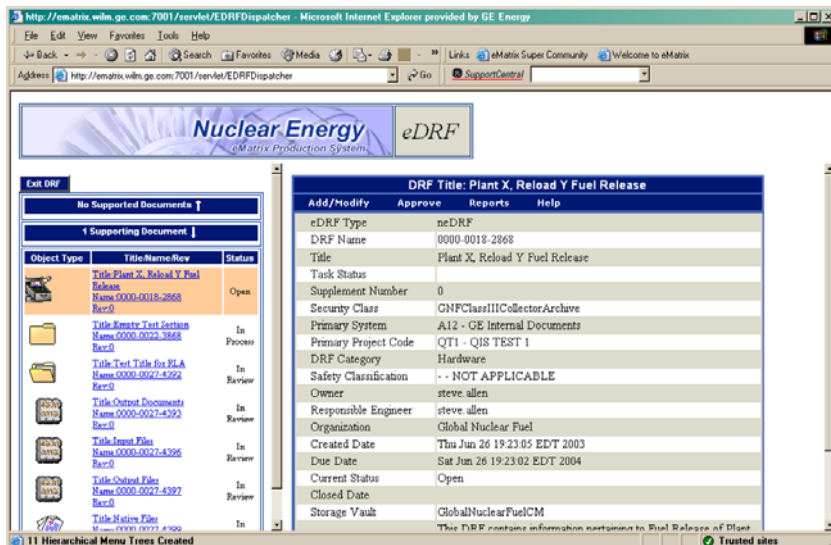 http://ematrix.wilm.ge.com:7001/servlet/EDRFDispatcher - Microsoft Internet Explorer provided by GE Energy
File Edit View Favorites Tools Help
Back Search Favorites Media » Links eMatrix Super Community Welcome to eMatrix
Address http://ematrix.wilm.ge.com:7001/servlet/EDRFDispatcher Go SupportCentral
Nuclear Energy
eMatrix Production System
eDRF
Exit DRF
No Supported Documents
1 Supporting Document
Object Type Title/Name/Rev Status
Title:Plant X, Reload Y Fuel
Release
Name:0000-0018-2868
Rev:0
Open
Title:Empty Test Section
Name:0000-0022-3868
Rev:0
In
Process
Title:Test Title for RLA
Name:0000-0027-4392
Rev:0
In
Review
Title:Output Documents
Name:0000-0027-4393
Rev:0
In
Review
Title:Input Files
Name:0000-0027-4396
Rev:0
In
Review
Title:Output Files
Name:0000-0027-4397
Rev:0
In
Review
Title:Native Files
Name:0000-0027-4399
In
DRF Title: Plant X, Reload Y Fuel Release
Add/Modify Approve Reports Help
eDRF Type neDRF
DRF Name 0000-0018-2868
Title Plant X, Reload Y Fuel Release
Task Status
Supplement Number 0
Security Class GNFClassIIICollectorArchive
Primary System A12 - GE Internal Documents
Primary Project Code QT1 - QIS TEST 1
DRF Category Hardware
Safety Classification - - NOT APPLICABLE
Owner steve.allen
Responsible Engineer steve.allen
Organization Global Nuclear Fuel
Created Date Thu Jun 26 19:23:05 EDT 2003
Due Date Sat Jun 26 19:23:02 EDT 2004
Current Status Open
Closed Date
Storage Vault GlobalNuclearFuelCM
This DRF contains information pertaining to Fuel Release of Plant
11 Hierarchical Menu Trees Created
Trusted sites